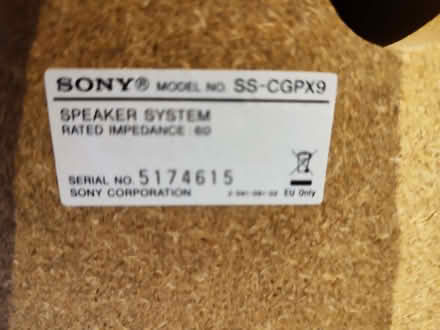 SONY® MODEL NO. SS-CGPX9
SPEAKER SYSTEM
RATED IMPEDANCE : 6Ω
SERIAL NO. 5174615
SONY CORPORATION EU Only